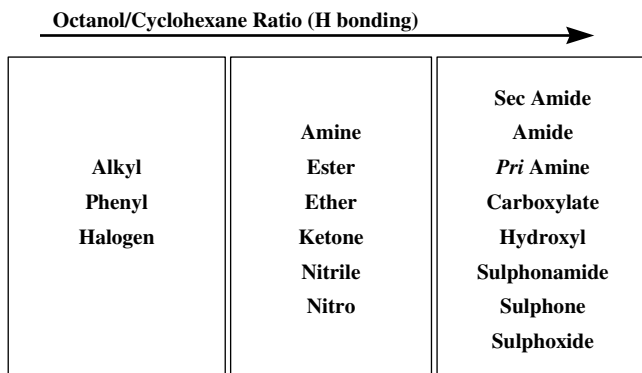 Octanol/Cyclohexane Ratio (H bonding)
Alkyl
Phenyl
Halogen
Amine
Ester
Ether
Ketone
Nitrile
Nitro
Sec Amide
Amide
Pri Amine
Carboxylate
Hydroxyl
Sulphonamide
Sulphone
Sulphoxide